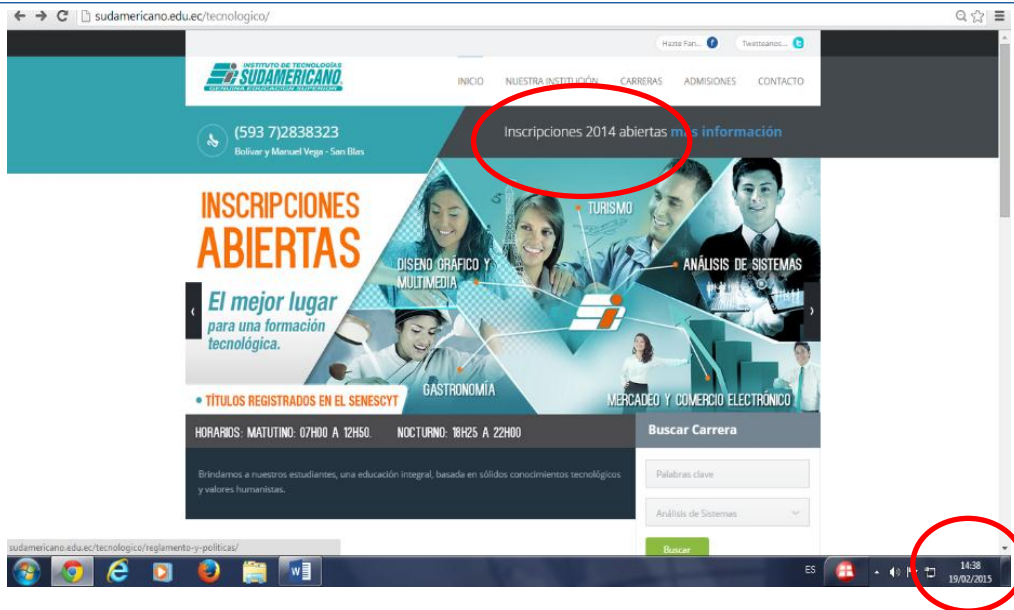 sudamericano.edu.ec/tecnologico/
Hazte Fan...
Twitteanos...
INSTITUTO DE TECNOLOGÍAS
SUDAMERICANO
GENUINA EDUCACIÓN SUPERIOR
INICIO NUESTRA INSTITUCIÓN CARRERAS ADMISIONES CONTACTO
(593 7)2838323
Bolívar y Manuel Vega - San Blas
Inscripciones 2014 abiertas más información
INSCRIPCIONES
ABIERTAS
El mejor lugar
para una formación
tecnológica.
TURISMO
DISEÑO GRÁFICO Y
MULTIMEDIA
ANÁLISIS DE SISTEMAS
GASTRONOMÍA
MERCADEO Y COMERCIO ELECTRÓNICO
• TÍTULOS REGISTRADOS EN EL SENESCYT
HORARIOS: MATUTINO: 07H00 A 12H50. NOCTURNO: 18H25 A 22H00
Brindamos a nuestros estudiantes, una educación integral, basada en sólidos conocimientos tecnológicos
y valores humanistas.
Buscar Carrera
Palabras clave
Análisis de Sistemas
Buscar
sudamericano.edu.ec/tecnologico/reglamento-y-politicas/
ES
14:38
19/02/2015